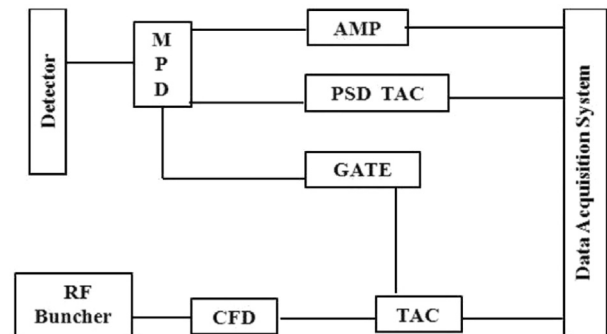 Detector
M
P
D
AMP
PSD TAC
GATE
RF
Buncher
CFD
TAC
Data Acquisition System